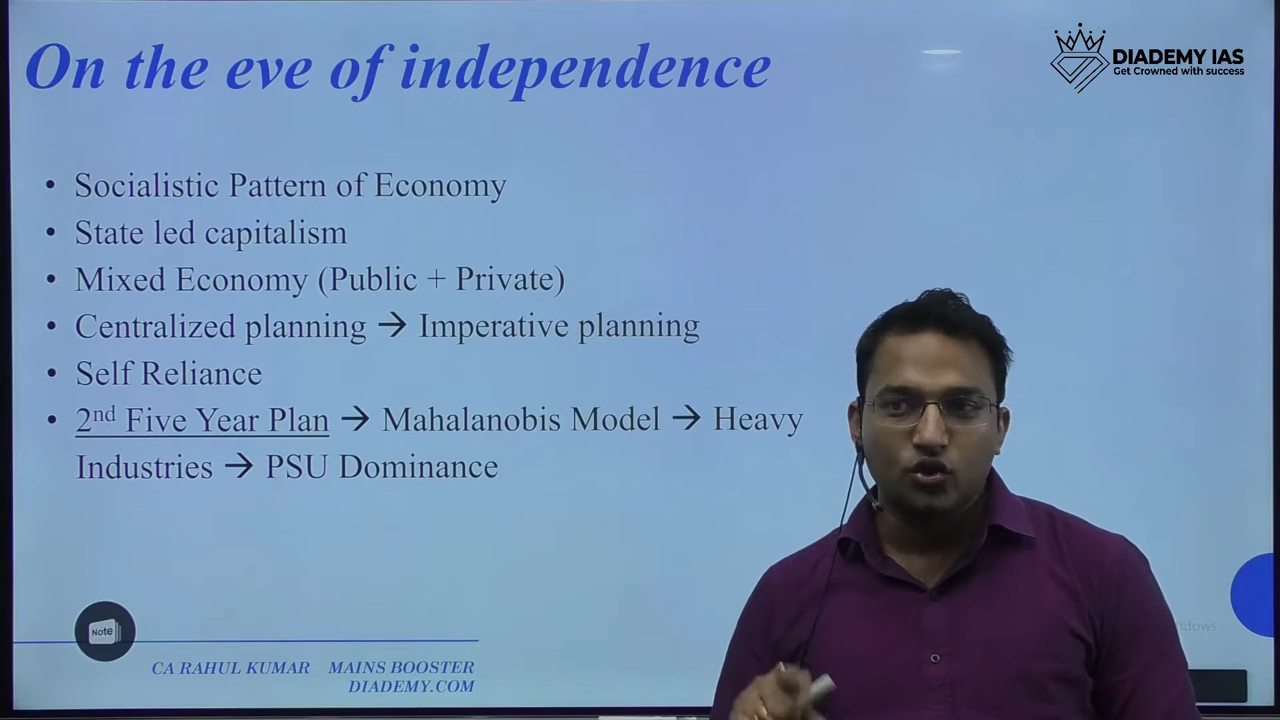 On the eve of independence
DIADEMY IAS
Get Crowned with success
• Socialistic Pattern of Economy
• State led capitalism
• Mixed Economy (Public + Private)
• Centralized planning → Imperative planning
• Self Reliance
• 2nd Five Year Plan → Mahalanobis Model → Heavy
Industries → PSU Dominance
Note
CA RAHUL KUMAR MAINS BOOSTER
DIADEMY.COM